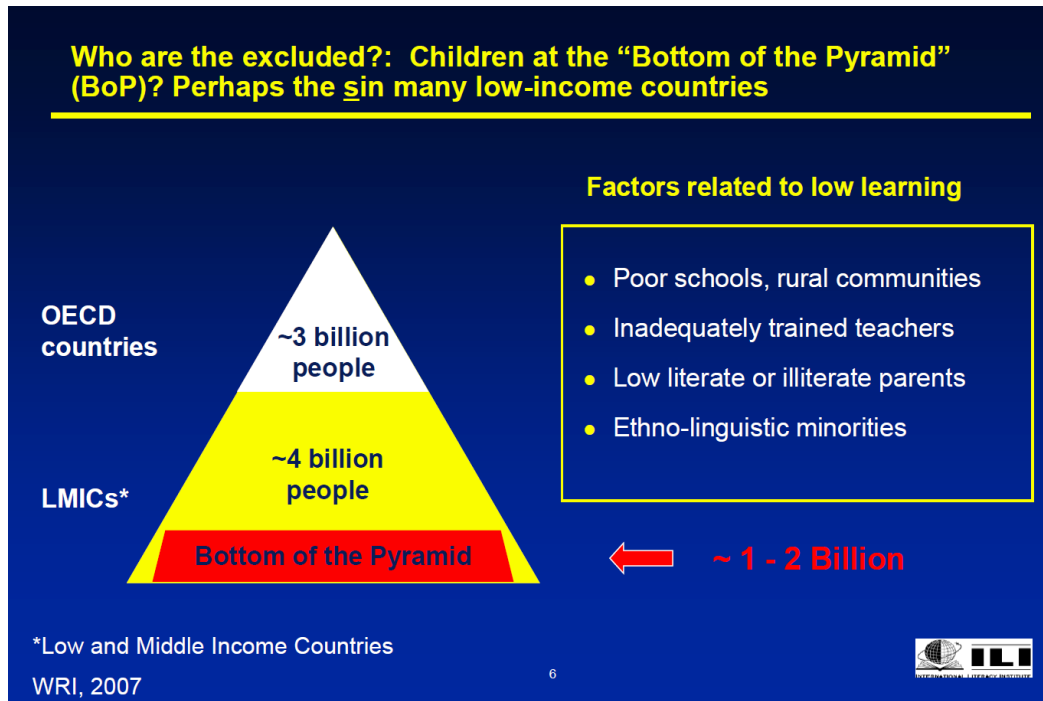 Who are the excluded?: Children at the “Bottom of the Pyramid”
(BoP)? Perhaps the sin many low-income countries
Factors related to low learning
OECD
countries
~3 billion
people
LMICs*
~4 billion
people
Bottom of the Pyramid
● Poor schools, rural communities
● Inadequately trained teachers
● Low literate or illiterate parents
● Ethno-linguistic minorities
~ 1 - 2 Billion
*Low and Middle Income Countries
WRI, 2007
6
ILI
INTERNATIONAL LITERACY INSTITUTE